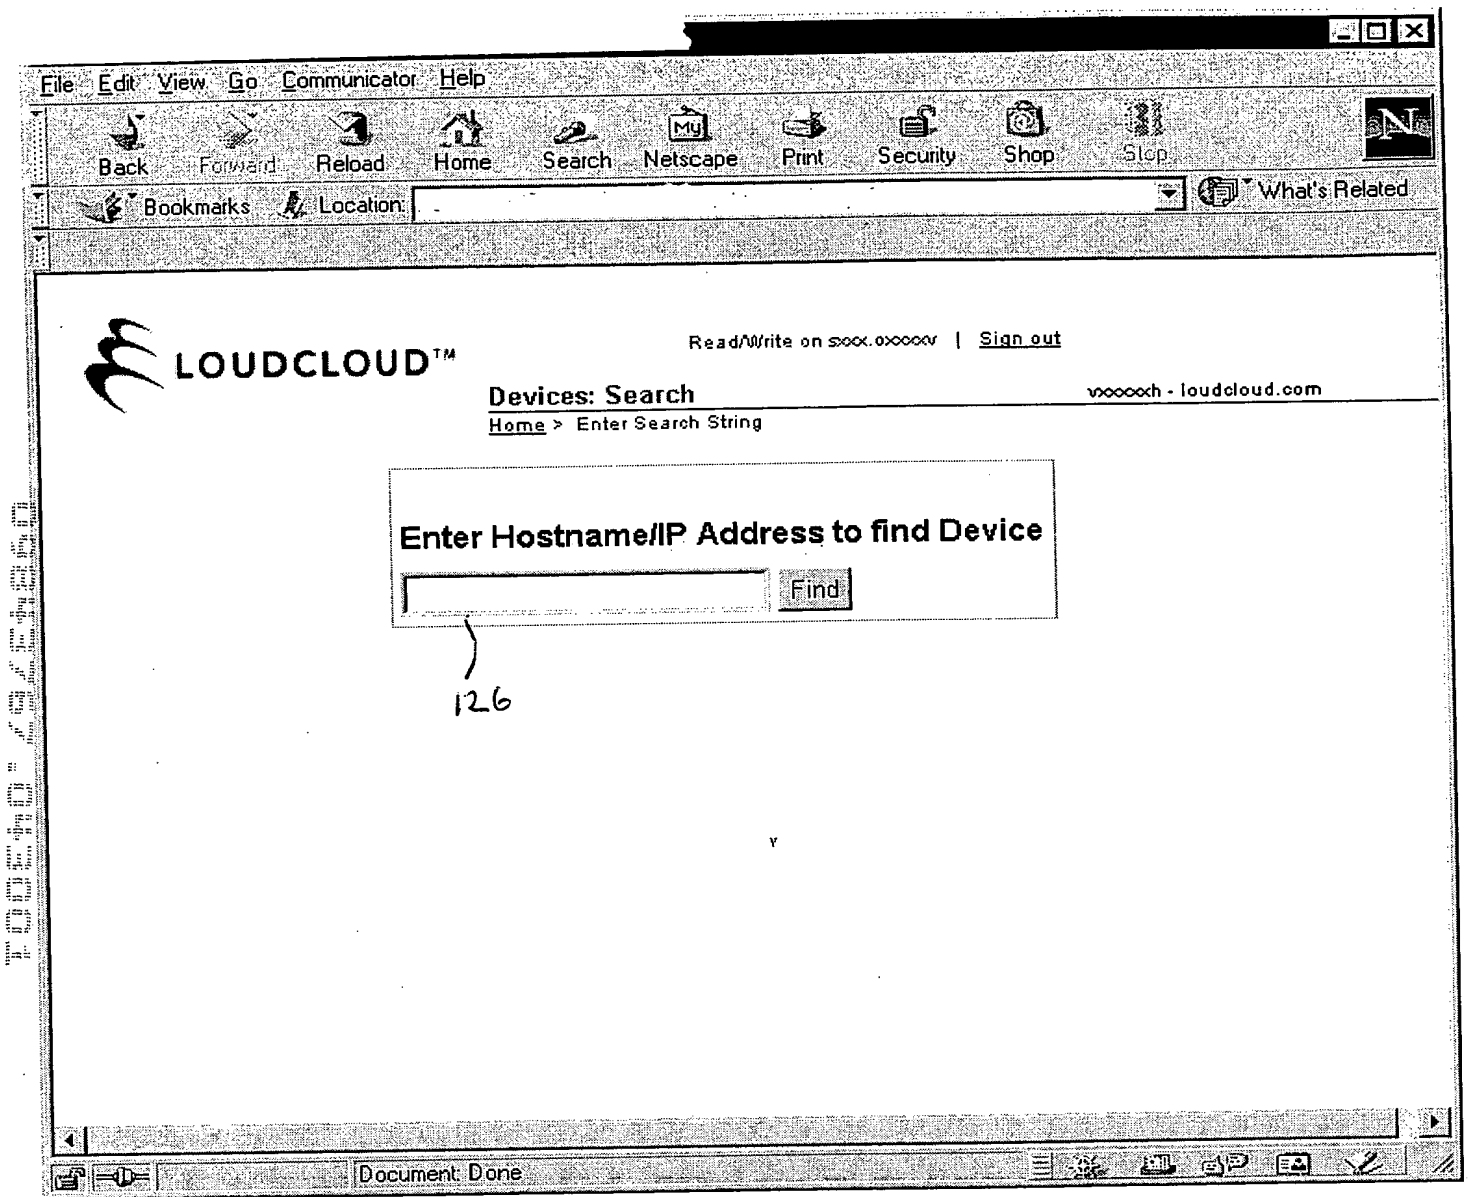 File Edit View Go Communicator Help
Back Forward Reload Home Search Netscape Print Security Shop Stop
My
N
Bookmarks Location: What's Related
LOUDCLOUD™
Read/Write on | Sign out
Devices: Search
- loudcloud.com
Home > Enter Search String
Enter Hostname/IP Address to find Device
Find
126
Document: Done